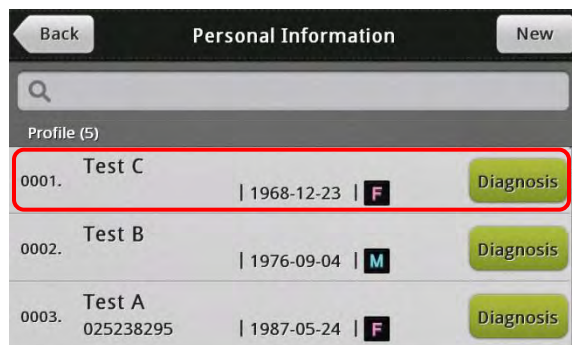 Back Personal Information New
Profile (5)
0001. Test C | 1968-12-23 | F Diagnosis
0002. Test B | 1976-09-04 | M Diagnosis
0003. Test A
025238295 | 1987-05-24 | F Diagnosis